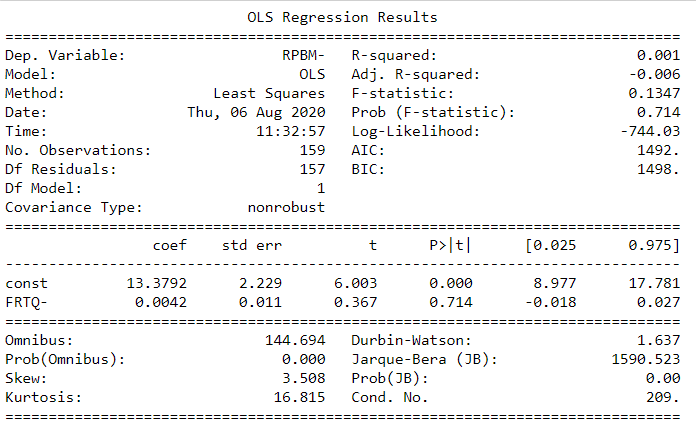 OLS Regression Results
==============================================================================
Dep. Variable:                  RPBM-   R-squared:                       0.001
Model:                            OLS   Adj. R-squared:                 -0.006
Method:                 Least Squares   F-statistic:                    0.1347
Date:                Thu, 06 Aug 2020   Prob (F-statistic):              0.714
Time:                        11:32:57   Log-Likelihood:                -744.03
No. Observations:                 159   AIC:                             1492.
Df Residuals:                     157   BIC:                             1498.
Df Model:                           1
Covariance Type:            nonrobust
==============================================================================
                 coef    std err          t      P>|t|      [0.025      0.975]
------------------------------------------------------------------------------
const         13.3792      2.229      6.003      0.000       8.977      17.781
FRTQ-          0.0042      0.011      0.367      0.714      -0.018       0.027
==============================================================================
Omnibus:                      144.694   Durbin-Watson:                   1.637
Prob(Omnibus):                  0.000   Jarque-Bera (JB):             1590.523
Skew:                           3.508   Prob(JB):                         0.00
Kurtosis:                      16.815   Cond. No.                         209.
==============================================================================